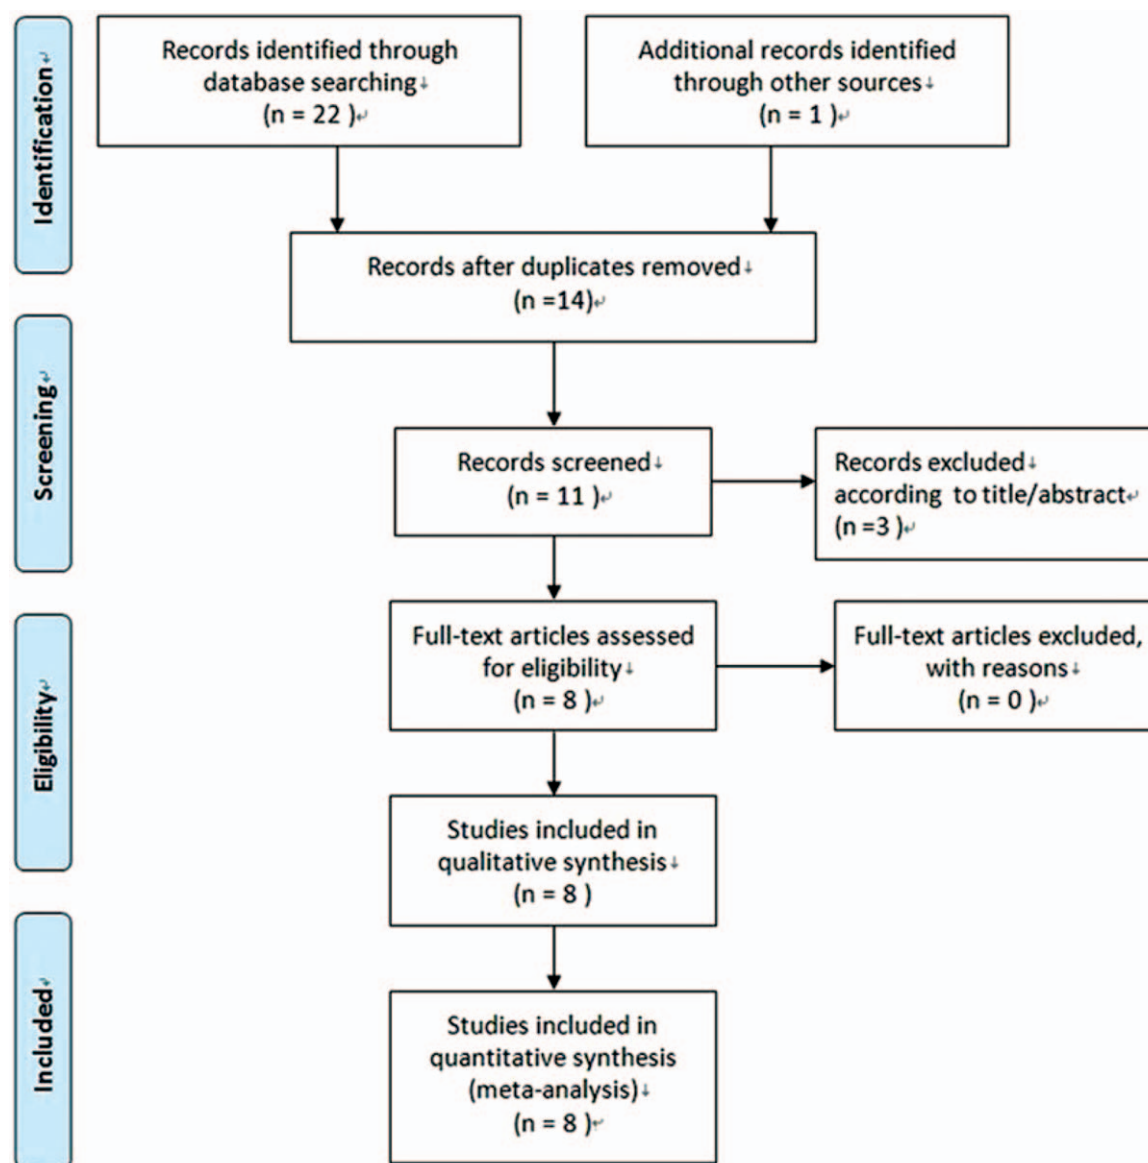 Identification
Records identified through
database searching↓
(n = 22 )↵
Additional records identified
through other sources↓
(n = 1 )↵
Records after duplicates removed↓
(n =14)↵
Screening↵
Records screened↓
(n = 11 )↵
Records excluded↓
according to title/abstract↵
(n =3 )↵
Eligibility↵
Full-text articles assessed
for eligibility↓
(n = 8 )↵
Full-text articles excluded,
with reasons↓
(n = 0 )↵
Studies included in
qualitative synthesis↓
(n = 8 )
Included↵
Studies included in
quantitative synthesis
(meta-analysis)↓
(n = 8 )↵